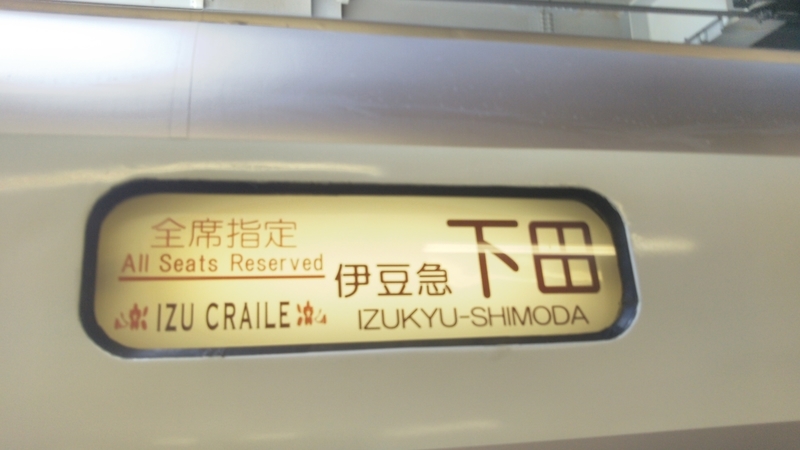 全席指定
All Seats Reserved
IZU CRAILE
伊豆急下田
IZUKYU-SHIMODA